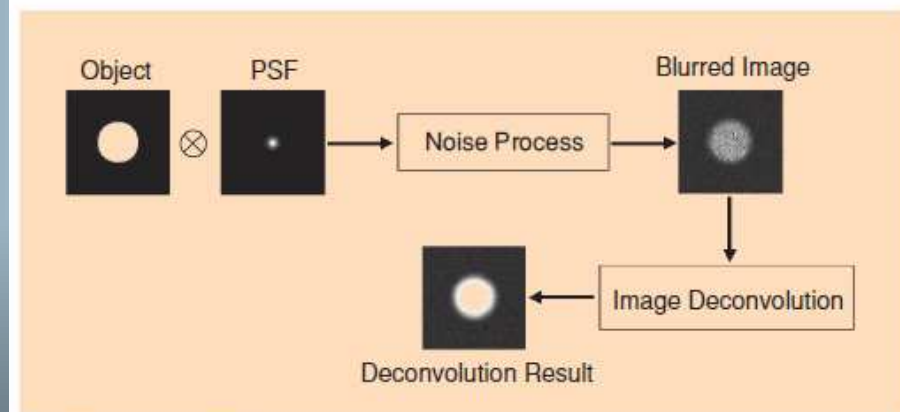 Object
PSF
Blurred Image
Noise Process
Image Deconvolution
Deconvolution Result